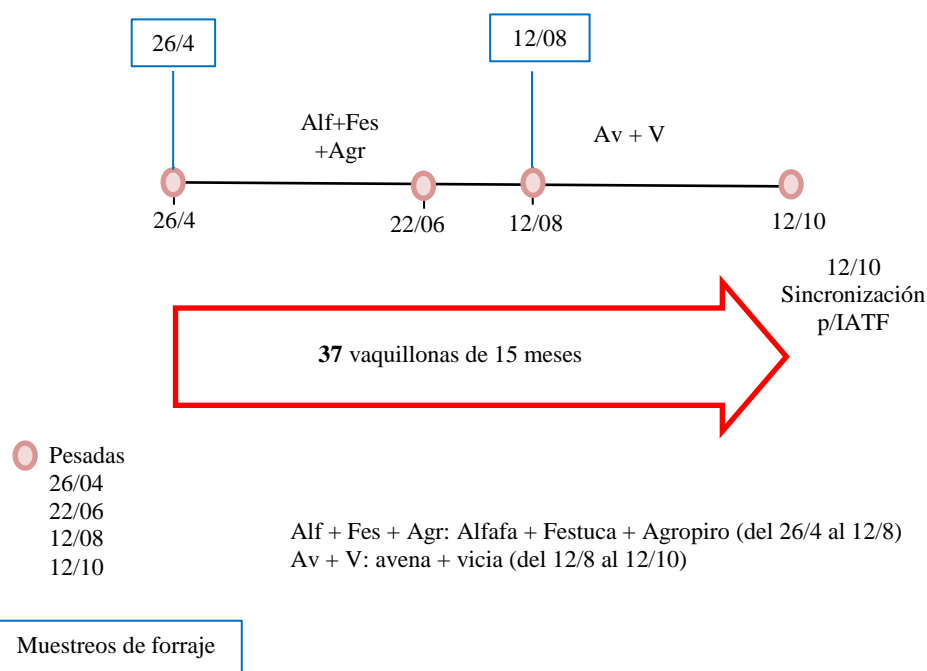 26/4
12/08
Alf+Fes
+Agr
Av + V
26/4
22/06
12/08
12/10
12/10
Sincronización
p/IATF
37 vaquillonas de 15 meses
Pesadas
26/04
22/06
12/08
12/10
Alf + Fes + Agr: Alfafa + Festuca + Agropiro (del 26/4 al 12/8)
Av + V: avena + vicia (del 12/8 al 12/10)
Muestreos de forraje